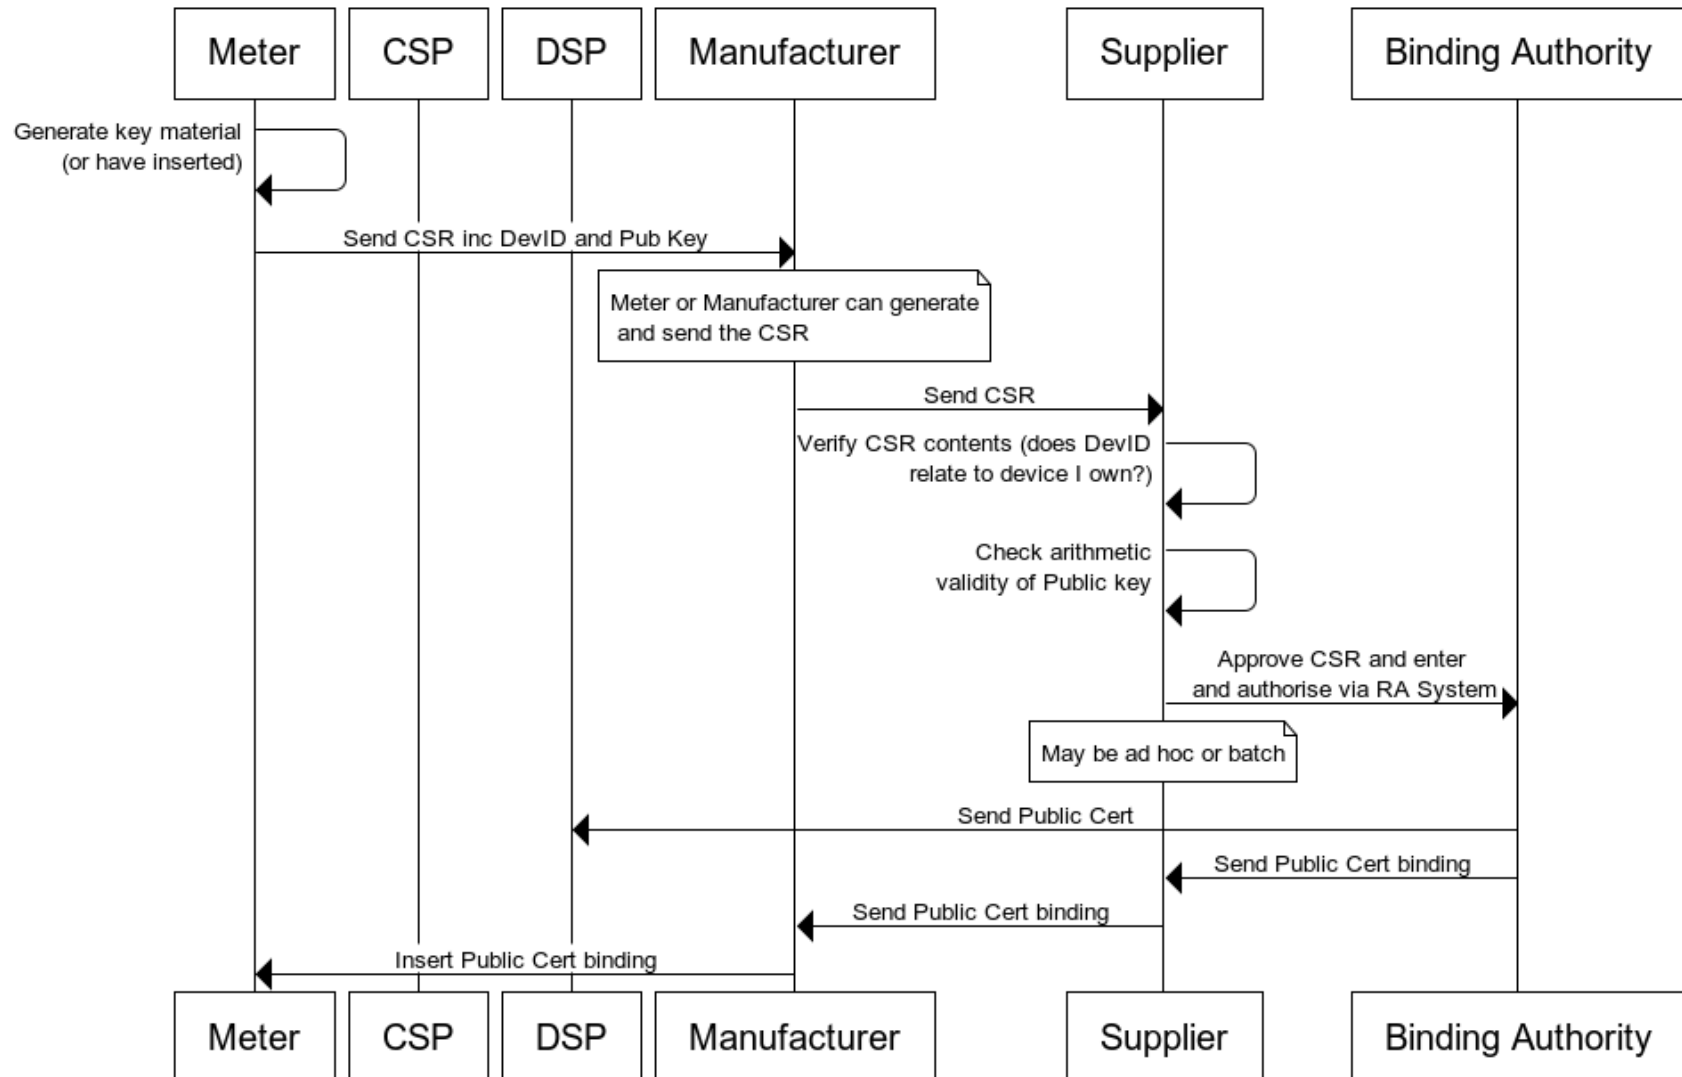 Meter
CSP
DSP
Manufacturer
Supplier
Binding Authority
Generate key material
(or have inserted)
Send CSR inc DevID and Pub Key
Meter or Manufacturer can generate
and send the CSR
Send CSR
Verify CSR contents (does DevID
relate to device I own?)
Check arithmetic
validity of Public key
Approve CSR and enter
and authorise via RA System
May be ad hoc or batch
Send Public Cert
Send Public Cert binding
Send Public Cert binding
Insert Public Cert binding
Meter
CSP
DSP
Manufacturer
Supplier
Binding Authority